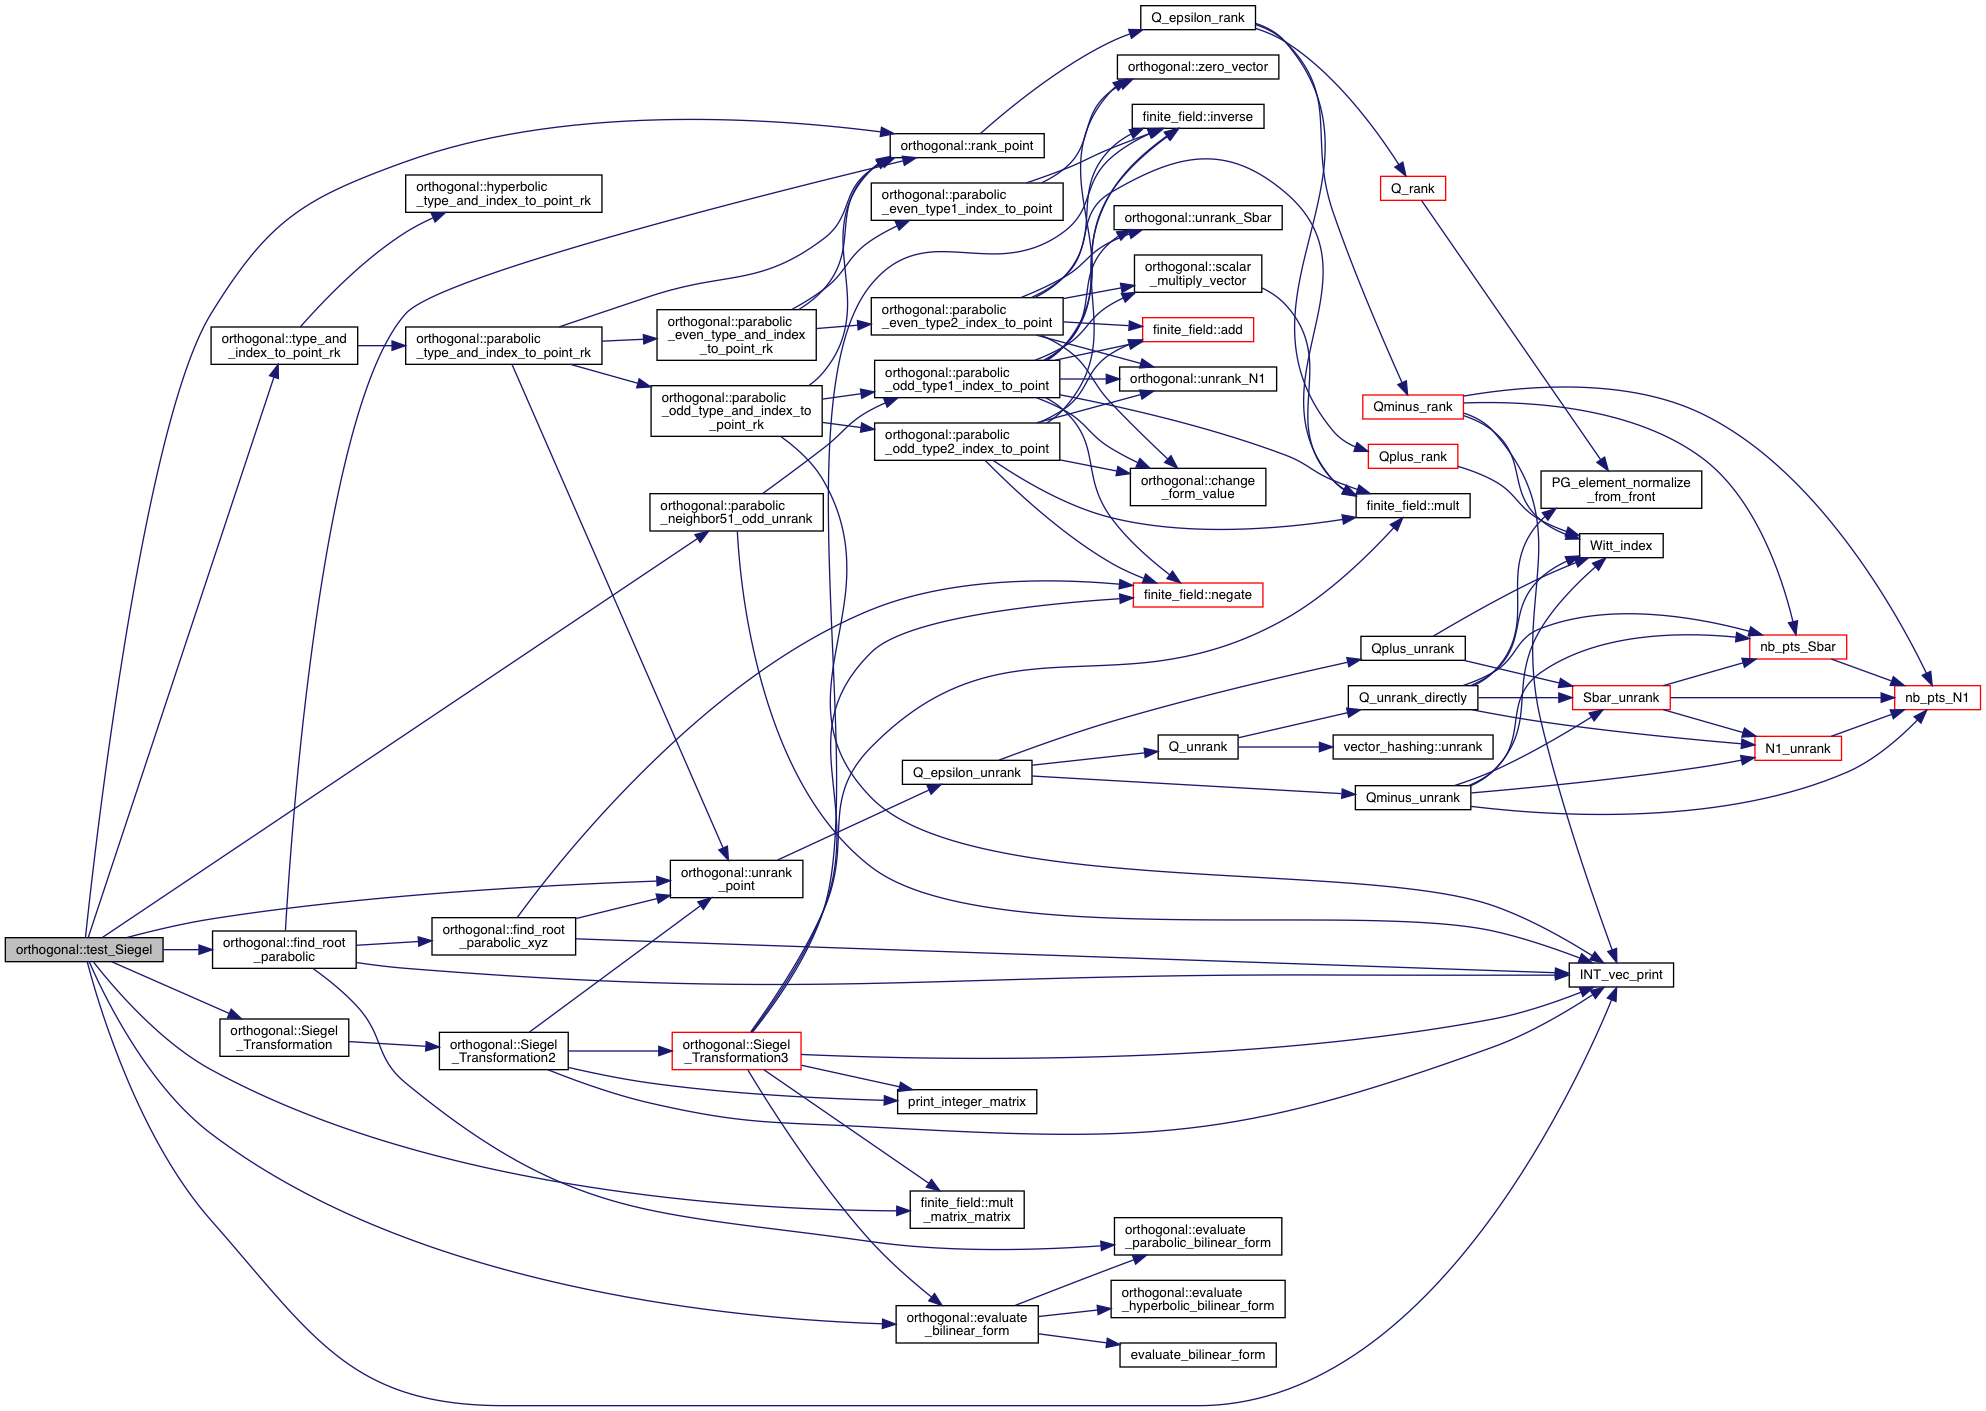 Q_epsilon_rank
orthogonal::zero_vector
finite_field::inverse
orthogonal::rank_point
orthogonal::hyperbolic
_type_and_index_to_point_rk
orthogonal::parabolic
_even_type1_index_to_point
Q_rank
orthogonal::unrank_Sbar
orthogonal::scalar
_multiply_vector
orthogonal::type_and
_index_to_point_rk
orthogonal::parabolic
_type_and_index_to_point_rk
orthogonal::parabolic
_even_type_and_index
_to_point_rk
orthogonal::parabolic
_even_type2_index_to_point
finite_field::add
orthogonal::parabolic
_odd_type_and_index_to
_point_rk
orthogonal::parabolic
_odd_type1_index_to_point
orthogonal::unrank_N1
Qminus_rank
orthogonal::parabolic
_odd_type2_index_to_point
Qplus_rank
orthogonal::change
_form_value
PG_element_normalize
_from_front
orthogonal::parabolic
_neighbor51_odd_unrank
finite_field::mult
Witt_index
finite_field::negate
Qplus_unrank
nb_pts_Sbar
Q_unrank_directly
Sbar_unrank
nb_pts_N1
Q_unrank
vector_hashing::unrank
N1_unrank
Q_epsilon_unrank
Qminus_unrank
orthogonal::unrank
_point
orthogonal::test_Siegel
orthogonal::find_root
_parabolic
orthogonal::find_root
_parabolic_xyz
INT_vec_print
orthogonal::Siegel
_Transformation
orthogonal::Siegel
_Transformation2
orthogonal::Siegel
_Transformation3
print_integer_matrix
finite_field::mult
_matrix_matrix
orthogonal::evaluate
_parabolic_bilinear_form
orthogonal::evaluate
_hyperbolic_bilinear_form
orthogonal::evaluate
_bilinear_form
evaluate_bilinear_form